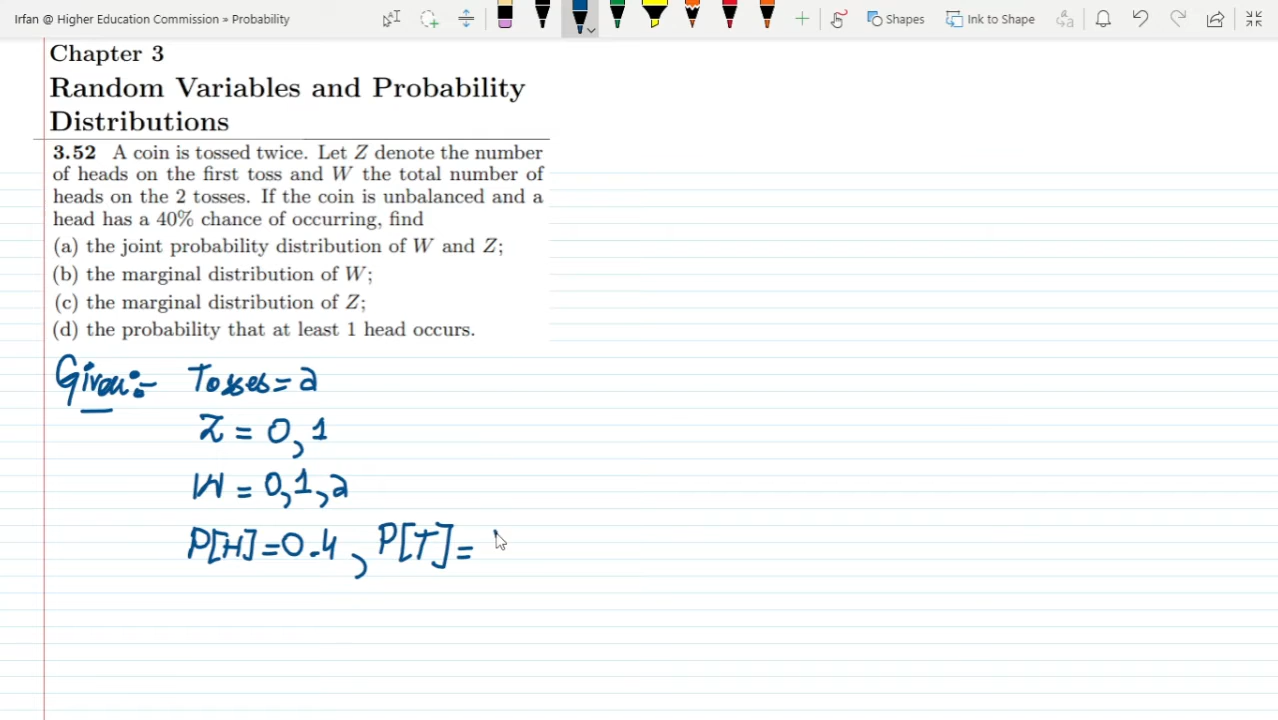 Irfan @ Higher Education Commission » Probability
Shapes
Ink to Shape
Chapter 3
Random Variables and Probability
Distributions
3.52 A coin is tossed twice. Let Z denote the number
of heads on the first toss and W the total number of
heads on the 2 tosses. If the coin is unbalanced and a
head has a 40% chance of occurring, find
(a) the joint probability distribution of W and Z;
(b) the marginal distribution of W;
(c) the marginal distribution of Z;
(d) the probability that at least 1 head occurs.
Given:- Tosses = 2
Z = 0, 1
W = 0, 1, 2
P[H] = 0.4, P[T] =